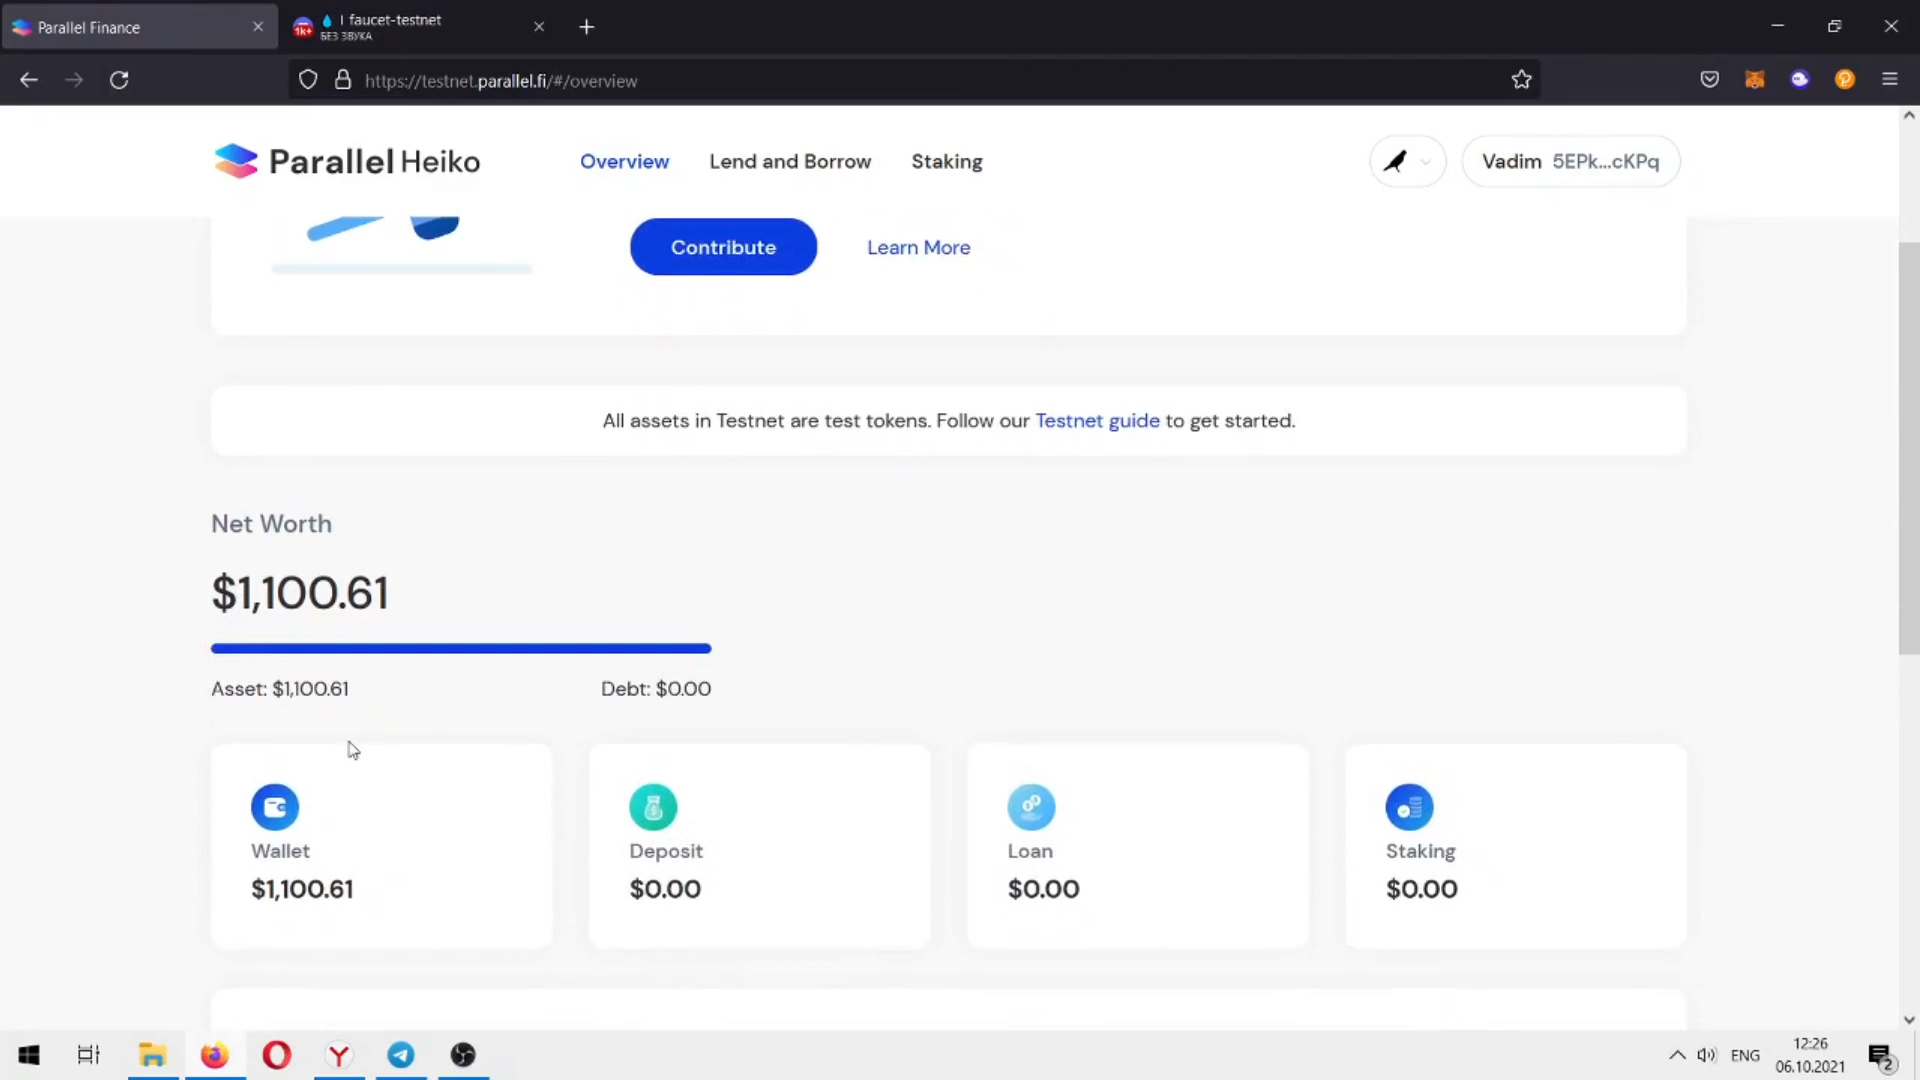 Parallel Finance
| faucet-testnet
БЕЗ ЗВУКА
1k+
https://testnet.parallel.fi/#/overview
Parallel Heiko
Overview
Lend and Borrow
Staking
Vadim 5EPk...cKPq
Contribute
Learn More
All assets in Testnet are test tokens. Follow our Testnet guide to get started.
Net Worth
$1,100.61
Asset: $1,100.61
Debt: $0.00
Wallet
$1,100.61
Deposit
$0.00
Loan
$0.00
Staking
$0.00
ENG
12:26
06.10.2021
2